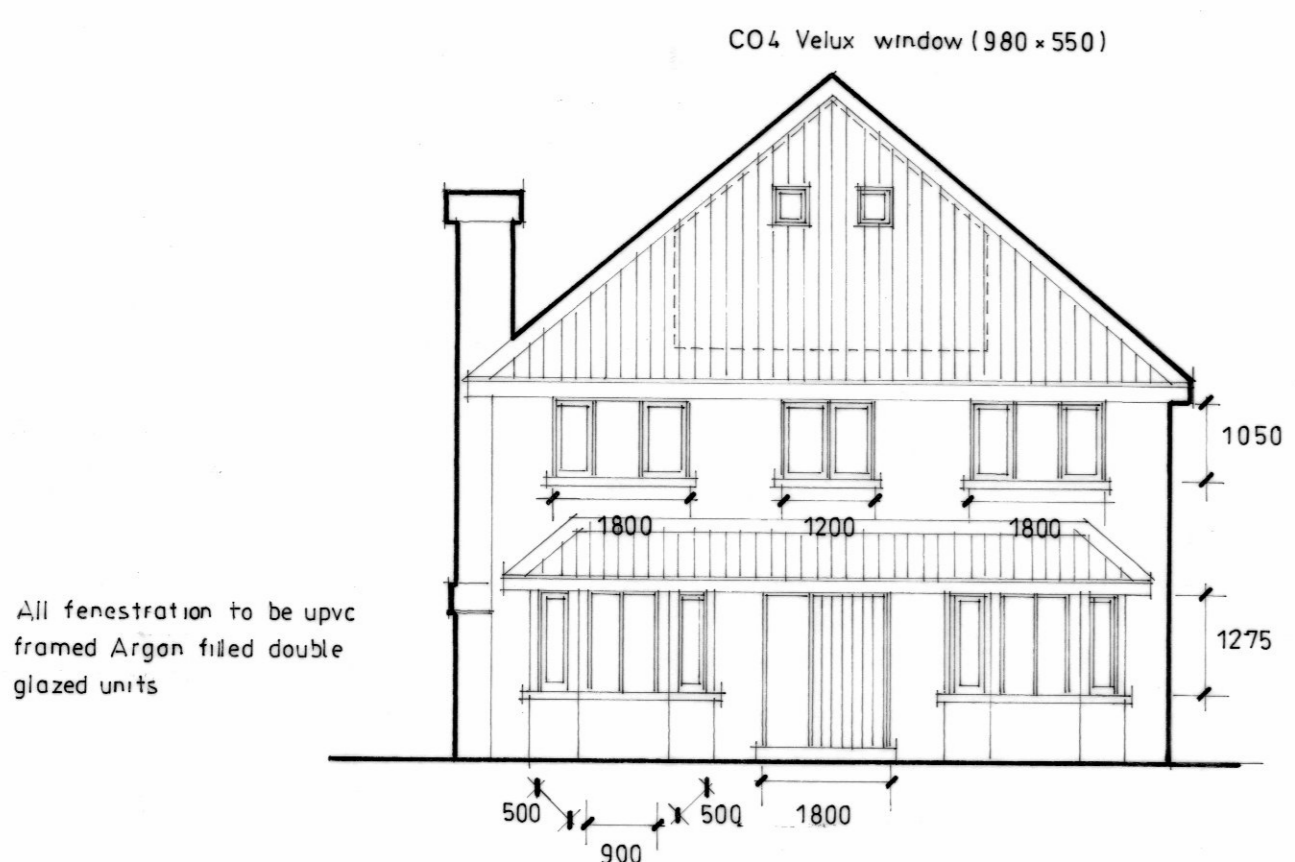 CO4 Velux window (980 × 550)
1050
1800
1200
1800
All fenestration to be upvc
framed Argon filled double
glazed units
1275
500
500
1800
900